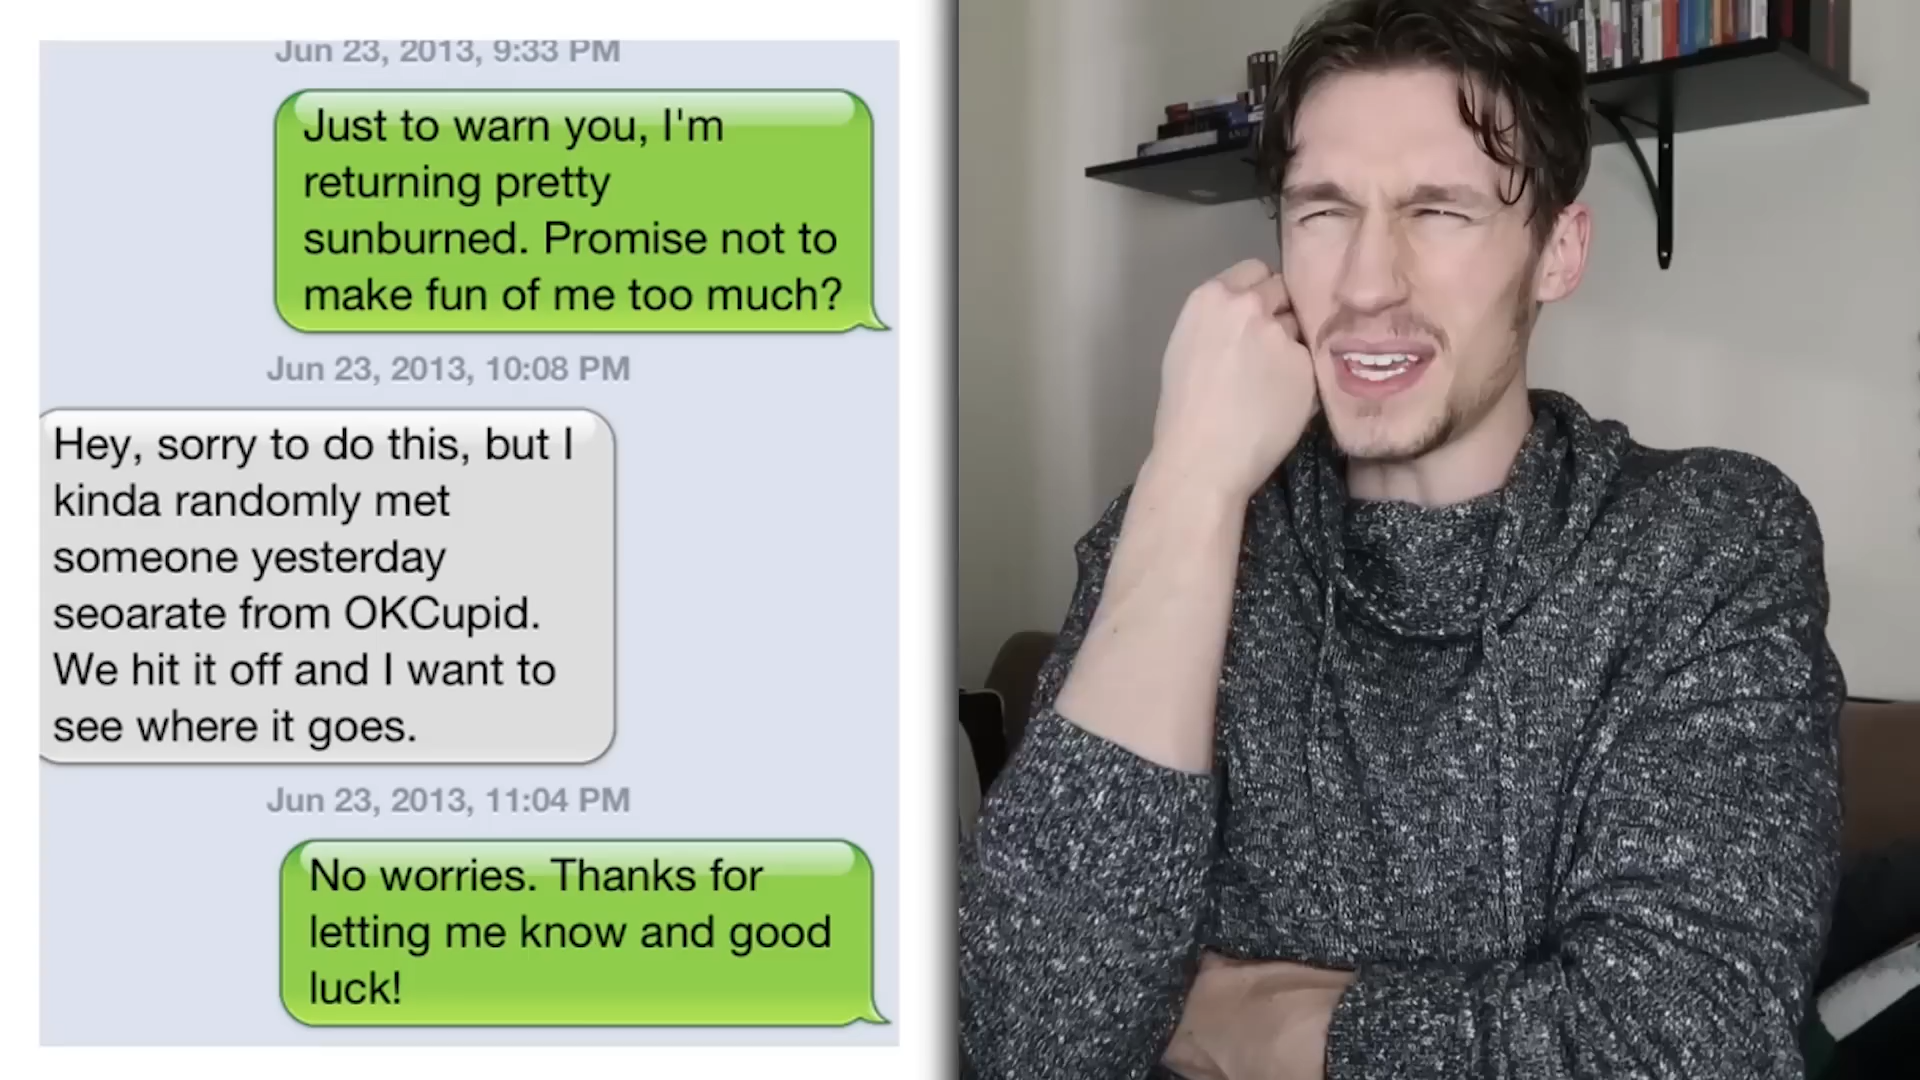 Jun 23, 2013, 9:33 PM
Just to warn you, I'm
returning pretty
sunburned. Promise not to
make fun of me too much?
Jun 23, 2013, 10:08 PM
Hey, sorry to do this, but I
kinda randomly met
someone yesterday
seoarate from OKCupid.
We hit it off and I want to
see where it goes.
Jun 23, 2013, 11:04 PM
No worries. Thanks for
letting me know and good
luck!